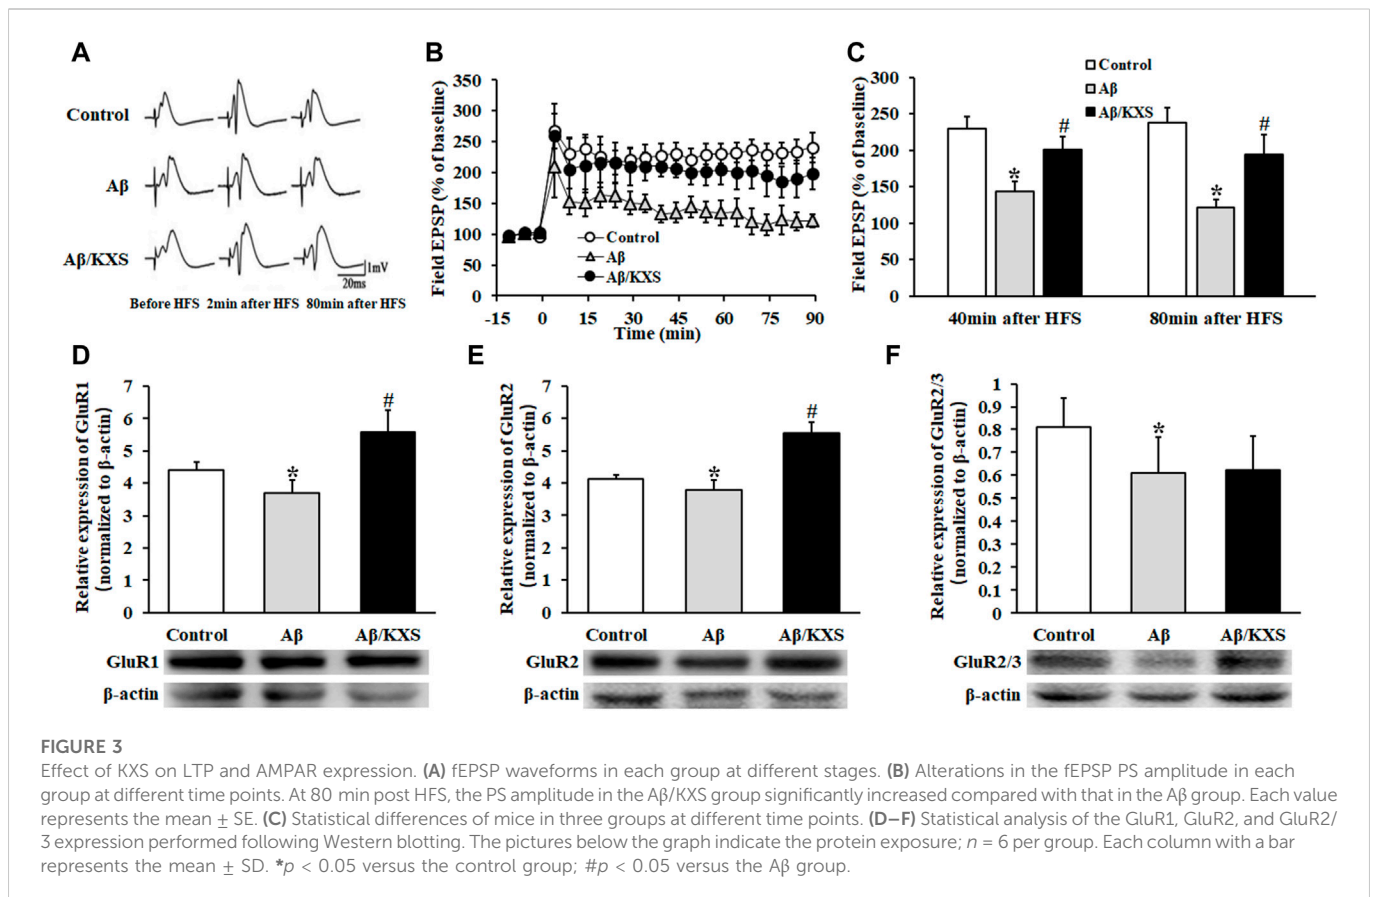 A
Control
Aβ
Aβ/KXS
1mV
20ms
Before HFS 2min after HFS 80min after HFS
B
Field EPSP (% of baseline)
350
300
250
200
150
100
50
0
-15 0 15 30 45 60 75 90
Time (min)
Control
Aβ
Aβ/KXS
C
Control
Aβ
Aβ/KXS
Field EPSP (% of baseline)
300
250
200
150
100
50
0
* # * #
40min after HFS 80min after HFS
D
Relative expression of GluR1
(normalized to β-actin)
7
6
5
4
3
2
1
0
* #
Control Aβ Aβ/KXS
GluR1
β-actin
E
Relative expression of GluR2
(normalized to β-actin)
7
6
5
4
3
2
1
0
* #
Control Aβ Aβ/KXS
GluR2
β-actin
F
Relative expression of GluR2/3
(normalized to β-actin)
1
0.9
0.8
0.7
0.6
0.5
0.4
0.3
0.2
0.1
0
*
Control Aβ Aβ/KXS
GluR2/3
β-actin
FIGURE 3
Effect of KXS on LTP and AMPAR expression. (A) fEPSP waveforms in each group at different stages. (B) Alterations in the fEPSP PS amplitude in each
group at different time points. At 80 min post HFS, the PS amplitude in the Aβ/KXS group significantly increased compared with that in the Aβ group. Each value
represents the mean ± SE. (C) Statistical differences of mice in three groups at different time points. (D–F) Statistical analysis of the GluR1, GluR2, and GluR2/
3 expression performed following Western blotting. The pictures below the graph indicate the protein exposure; n = 6 per group. Each column with a bar
represents the mean ± SD. *p < 0.05 versus the control group; #p < 0.05 versus the Aβ group.